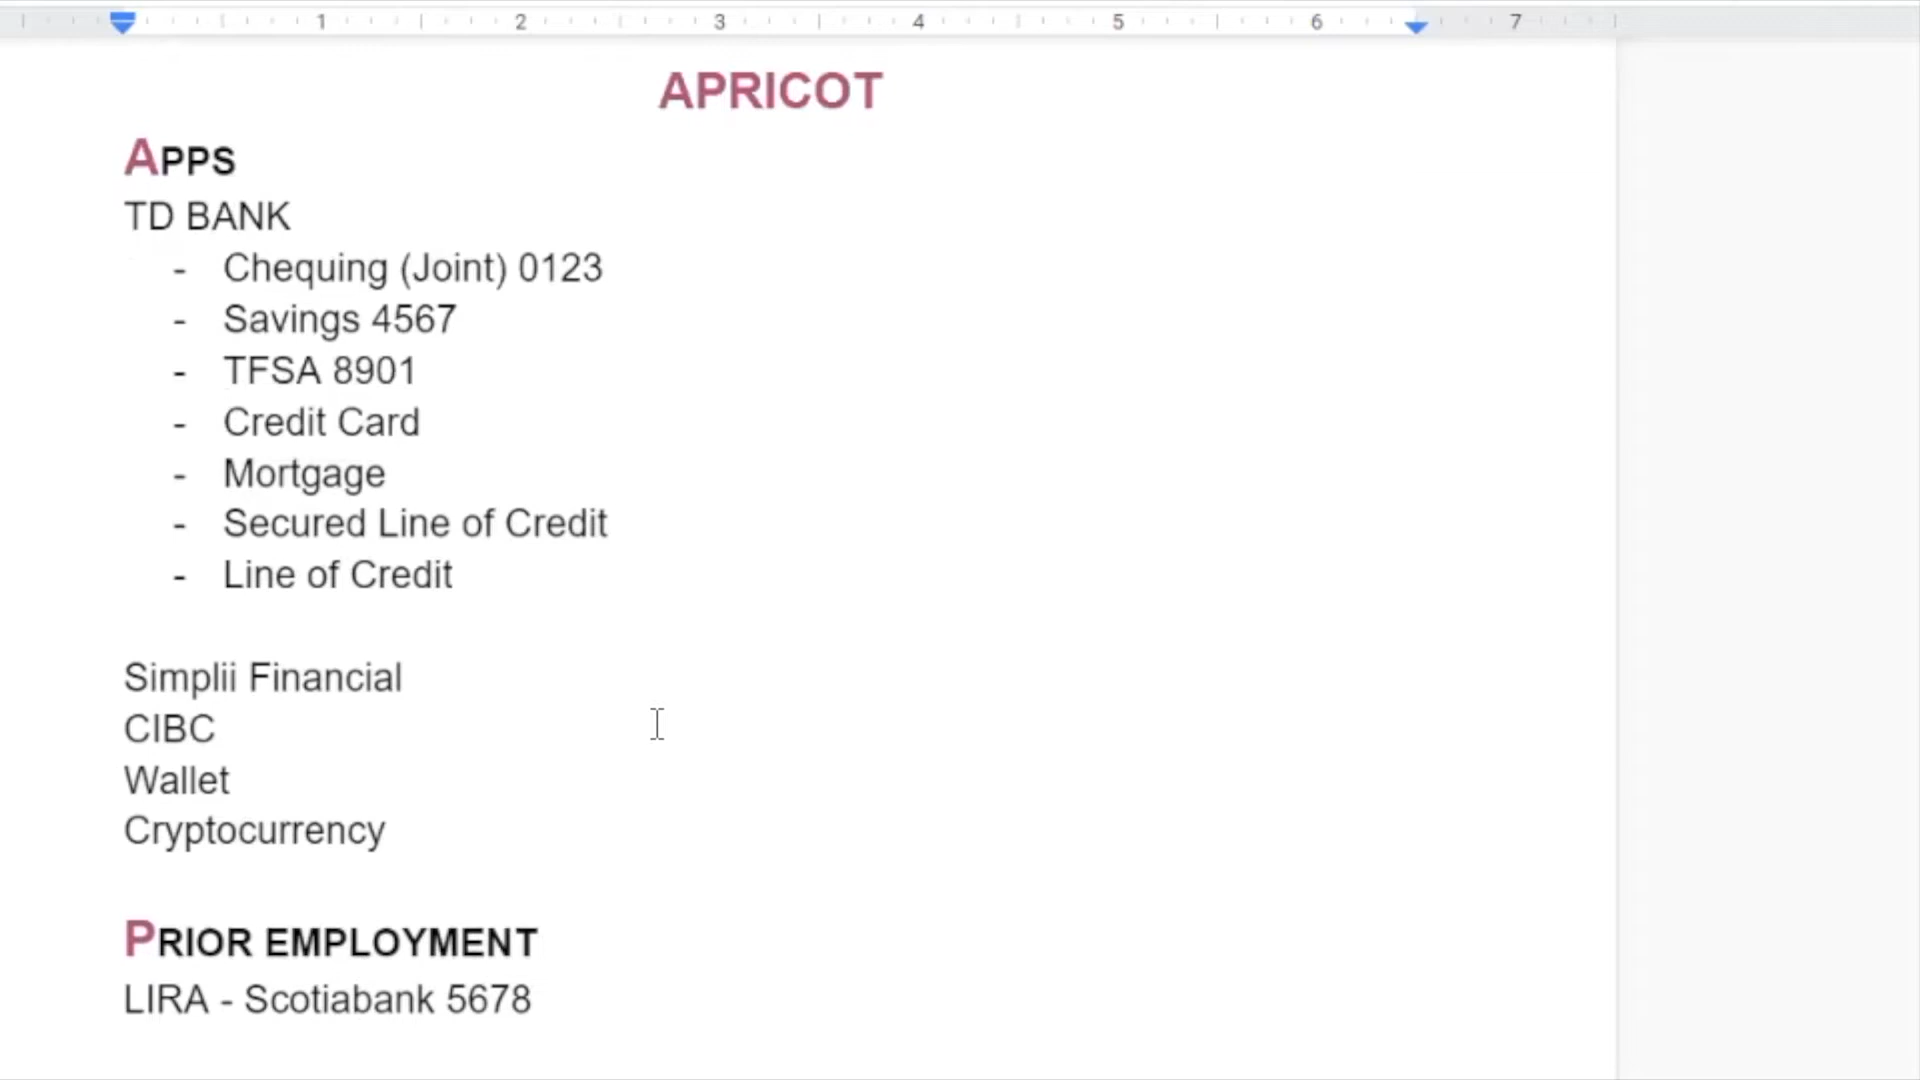 1 2 3 4 5 6 7
APRICOT
APPS
TD BANK
- Chequing (Joint) 0123
- Savings 4567
- TFSA 8901
- Credit Card
- Mortgage
- Secured Line of Credit
- Line of Credit
Simplii Financial
CIBC
Wallet
Cryptocurrency
PRIOR EMPLOYMENT
LIRA - Scotiabank 5678